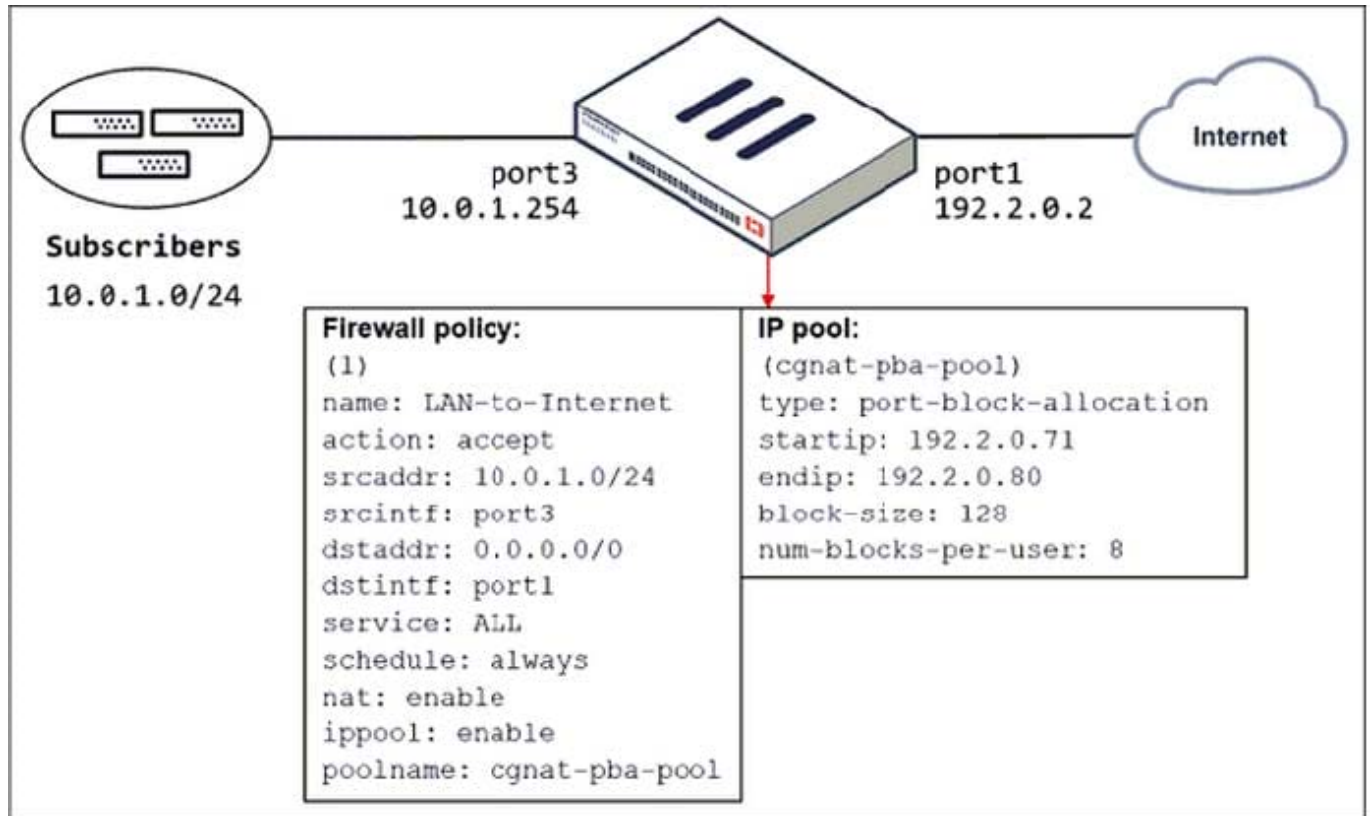 Internet
port3
10.0.1.254
port1
192.2.0.2
Subscribers
10.0.1.0/24
Firewall policy:
(1)
name: LAN-to-Internet
action: accept
srcaddr: 10.0.1.0/24
srcintf: port3
dstaddr: 0.0.0.0/0
dstintf: port1
service: ALL
schedule: always
nat: enable
ippool: enable
poolname: cgnat-pba-pool
IP pool:
(cgnat-pba-pool)
type: port-block-allocation
startip: 192.2.0.71
endip: 192.2.0.80
block-size: 128
num-blocks-per-user: 8